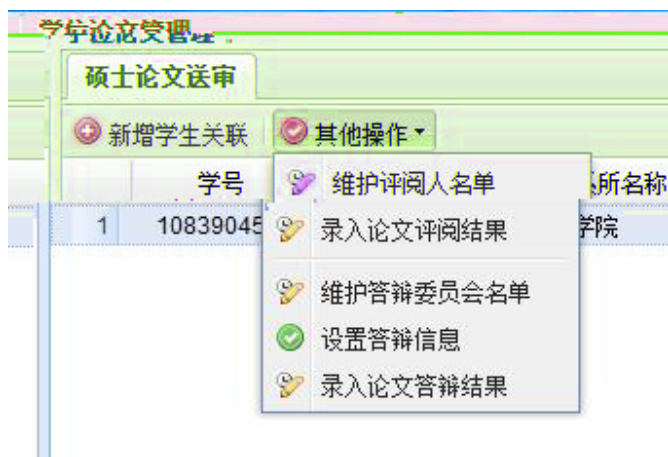 学位论文管理
硕士论文送审
新增学生关联 其他操作
学号 系所名称
维护评阅人名单
1 10839045 学院
录入论文评阅结果
维护答辩委员会名单
设置答辩信息
录入论文答辩结果